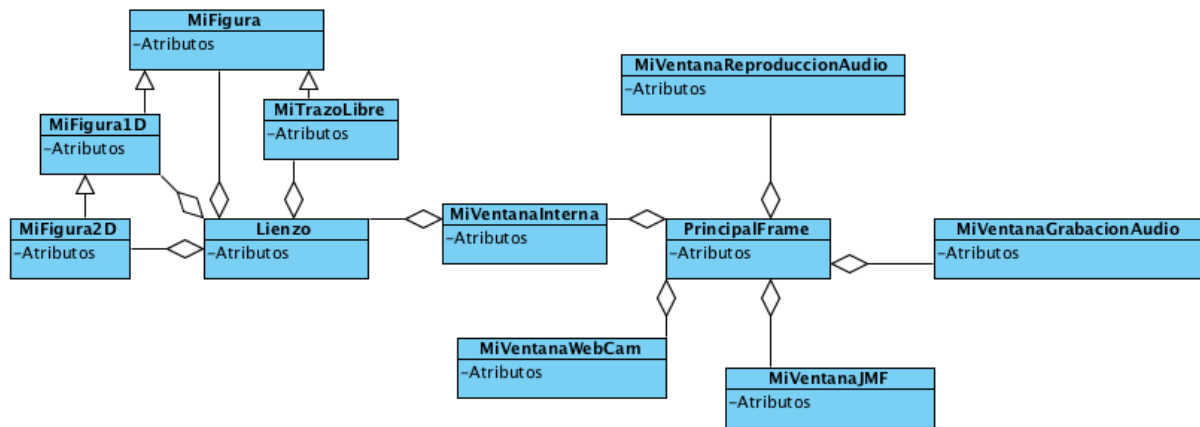 MiFigura
-Atributos
MiVentanaReproduccionAudio
-Atributos
MiFigura1D
-Atributos
MiTrazoLibre
-Atributos
MiFigura2D
-Atributos
Lienzo
-Atributos
MiVentanaInterna
-Atributos
PrincipalFrame
-Atributos
MiVentanaGrabacionAudio
-Atributos
MiVentanaWebCam
-Atributos
MiVentanaJMF
-Atributos